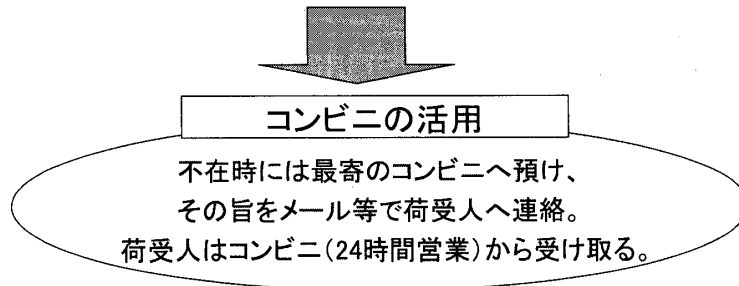 コンビニの活用
不在時には最寄のコンビニへ預け、
その旨をメール等で荷受人へ連絡。
荷受人はコンビニ（24時間営業）から受け取る。